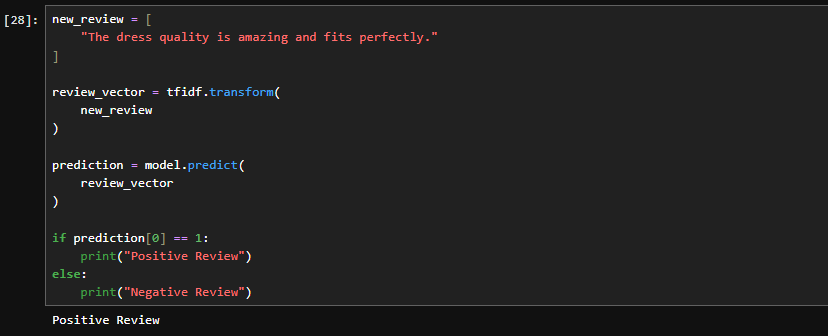 [28]: new_review = [
    "The dress quality is amazing and fits perfectly."
]
review_vector = tfidf.transform(
    new_review
)
prediction = model.predict(
    review_vector
)
if prediction[0] == 1:
    print("Positive Review")
else:
    print("Negative Review")
Positive Review